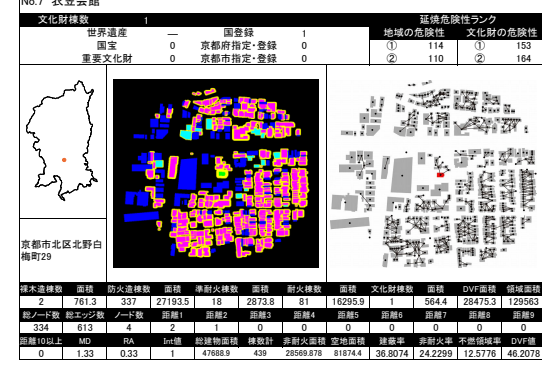 No.7 衣笠会館
文化財棟数 1 延焼危険性ランク
世界遺産 — 国登録 1 地域の危険性 文化財の危険性
国宝 0 京都府指定・登録 0 ① 114 ① 153
重要文化財 0 京都市指定・登録 0 ② 110 ② 164
京都市北区北野白
梅町29
裸木造棟数 面積 防火造棟数 面積 準耐火棟数 面積 耐火棟数 面積 文化財棟数 面積 DVF面積 領域面積
2 761.3 337 27193.5 18 2873.8 81 16295.9 1 564.4 28475.3 129563
総ノード数 総エッジ数 ノード数 距離1 距離2 距離3 距離4 距離5 距離6 距離7 距離8 距離9
334 613 4 2 1 0 0 0 0 0 0 0
距離10以上 MD RA Int値 総建物面積 棟数計 非耐火面積 空地面積 建蔽率 非耐火率 不燃領域率 DVF値
0 1.33 0.33 1 47688.9 439 28569.878 81874.4 36.8074 24.2299 12.5776 46.2078